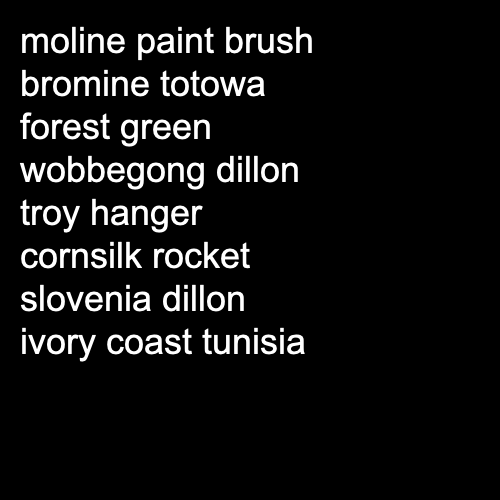 moline paint brush
bromine totowa
forest green
wobbegong dillon
troy hanger
cornsilk rocket
slovenia dillon
ivory coast tunisia